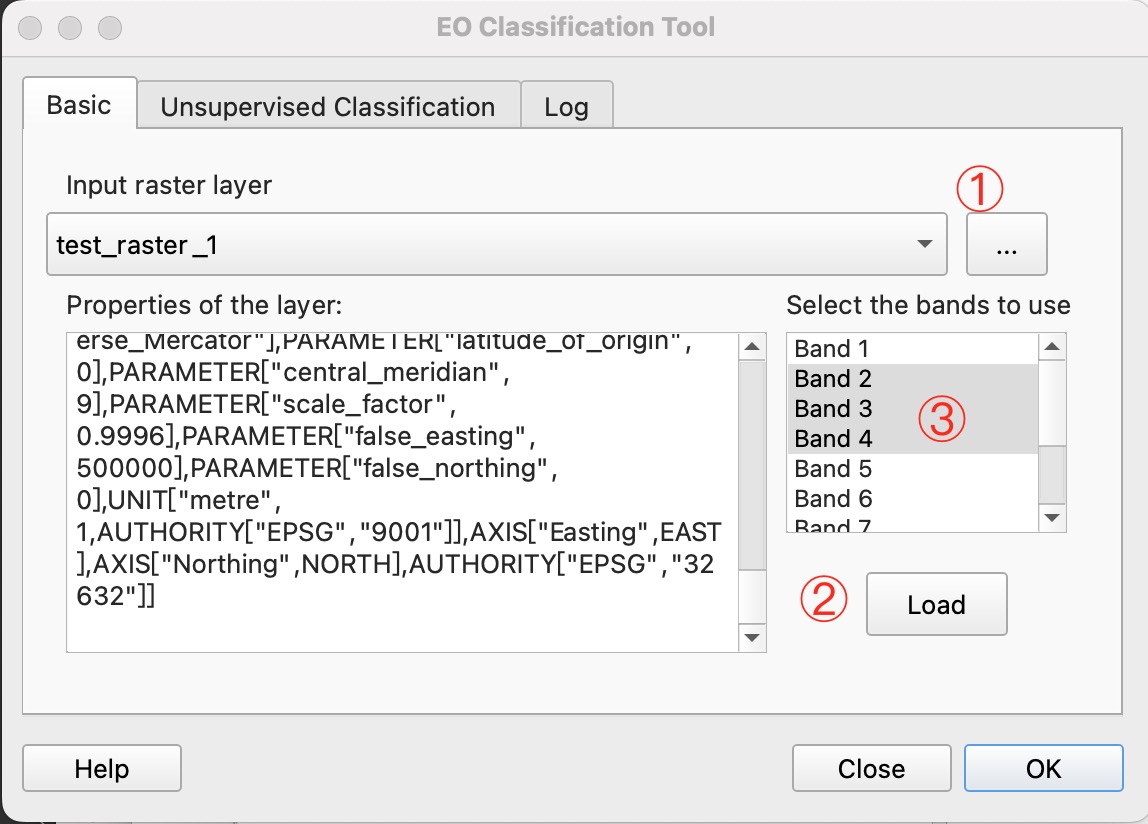 EO Classification Tool
Basic
Unsupervised Classification
Log
Input raster layer
①
test_raster _1
...
Properties of the layer:
Select the bands to use
erse_Mercator"],PARAMETER["latitude_of_origin",
0],PARAMETER["central_meridian",
9],PARAMETER["scale_factor",
0.9996],PARAMETER["false_easting",
500000],PARAMETER["false_northing",
0],UNIT["metre",
1,AUTHORITY["EPSG","9001"]],AXIS["Easting",EAST
],AXIS["Northing",NORTH],AUTHORITY["EPSG","32
632"]]
Band 1
Band 2
Band 3
③
Band 4
Band 5
Band 6
Band 7
②
Load
Help
Close
OK